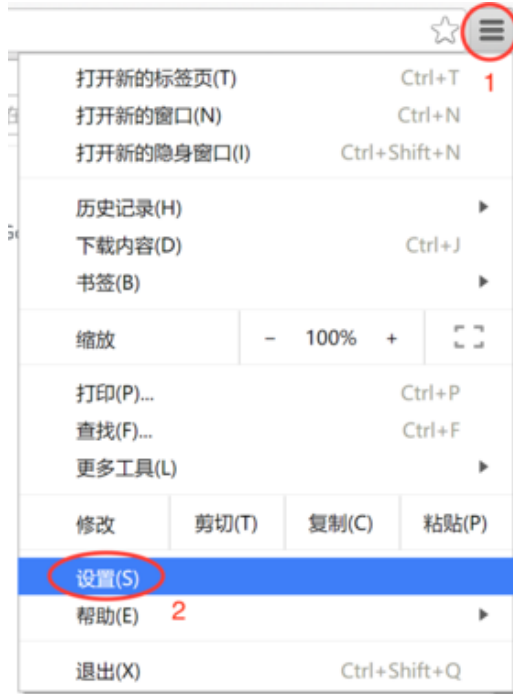 1
打开新的标签页(T) Ctrl+T
打开新的窗口(N) Ctrl+N
打开新的隐身窗口(I) Ctrl+Shift+N
历史记录(H)
下载内容(D) Ctrl+J
书签(B)
缩放 - 100% +
打印(P)... Ctrl+P
查找(F)... Ctrl+F
更多工具(L)
修改 剪切(T) 复制(C) 粘贴(P)
设置(S)
2
帮助(E)
退出(X) Ctrl+Shift+Q